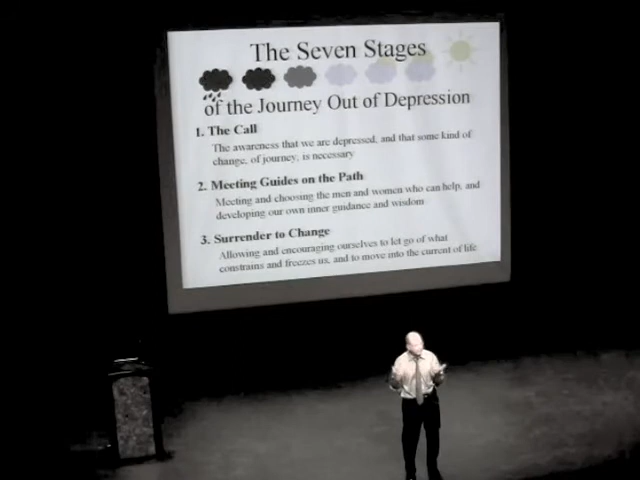 The Seven Stages
of the Journey Out of Depression
1. The Call
The awareness that we are depressed, and that some kind of
change, of journey, is necessary
2. Meeting Guides on the Path
Meeting and choosing the men and women who can help, and
developing our own inner guidance and wisdom
3. Surrender to Change
Allowing and encouraging ourselves to let go of what
constrains and freezes us, and to move into the current of life